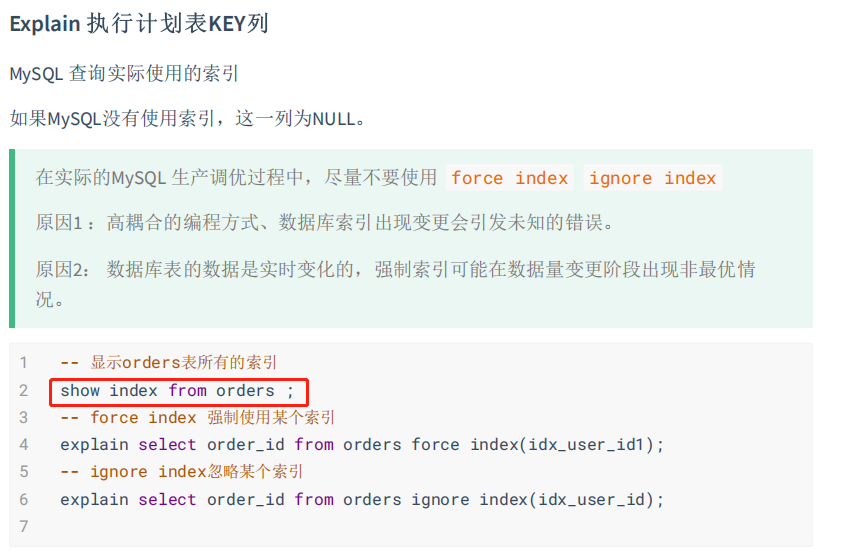 Explain 执行计划表KEY列
MySQL 查询实际使用的索引
如果MySQL没有使用索引，这一列为NULL。
在实际的MySQL 生产调优过程中，尽量不要使用 force index ignore index
原因1 ：高耦合的编程方式、数据库索引出现变更会引发未知的错误。
原因2： 数据库表的数据是实时变化的，强制索引可能在数据量变更阶段出现非最优情
况。
1 -- 显示orders表所有的索引
2 show index from orders ;
3 -- force index 强制使用某个索引
4 explain select order_id from orders force index(idx_user_id1);
5 -- ignore index忽略某个索引
6 explain select order_id from orders ignore index(idx_user_id);
7